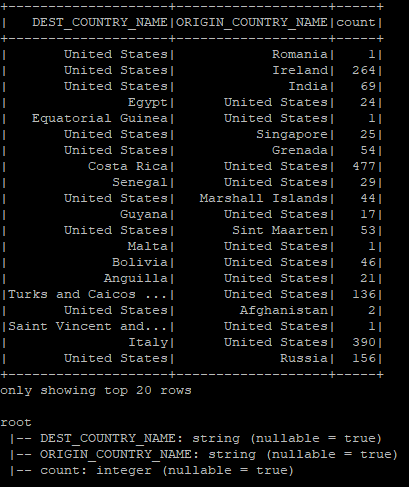 +--------------------+-------------------+-----+
|   DEST_COUNTRY_NAME|ORIGIN_COUNTRY_NAME|count|
+--------------------+-------------------+-----+
|       United States|            Romania|    1|
|       United States|            Ireland|  264|
|       United States|              India|   69|
|               Egypt|      United States|   24|
|   Equatorial Guinea|      United States|    1|
|       United States|          Singapore|   25|
|       United States|            Grenada|   54|
|          Costa Rica|      United States|  477|
|             Senegal|      United States|   29|
|       United States|   Marshall Islands|   44|
|              Guyana|      United States|   17|
|       United States|       Sint Maarten|   53|
|               Malta|      United States|    1|
|             Bolivia|      United States|   46|
|            Anguilla|      United States|   21|
|Turks and Caicos ...|      United States|  136|
|       United States|        Afghanistan|    2|
|Saint Vincent and...|      United States|    1|
|               Italy|      United States|  390|
|       United States|             Russia|  156|
+--------------------+-------------------+-----+
only showing top 20 rows

root
 |-- DEST_COUNTRY_NAME: string (nullable = true)
 |-- ORIGIN_COUNTRY_NAME: string (nullable = true)
 |-- count: integer (nullable = true)